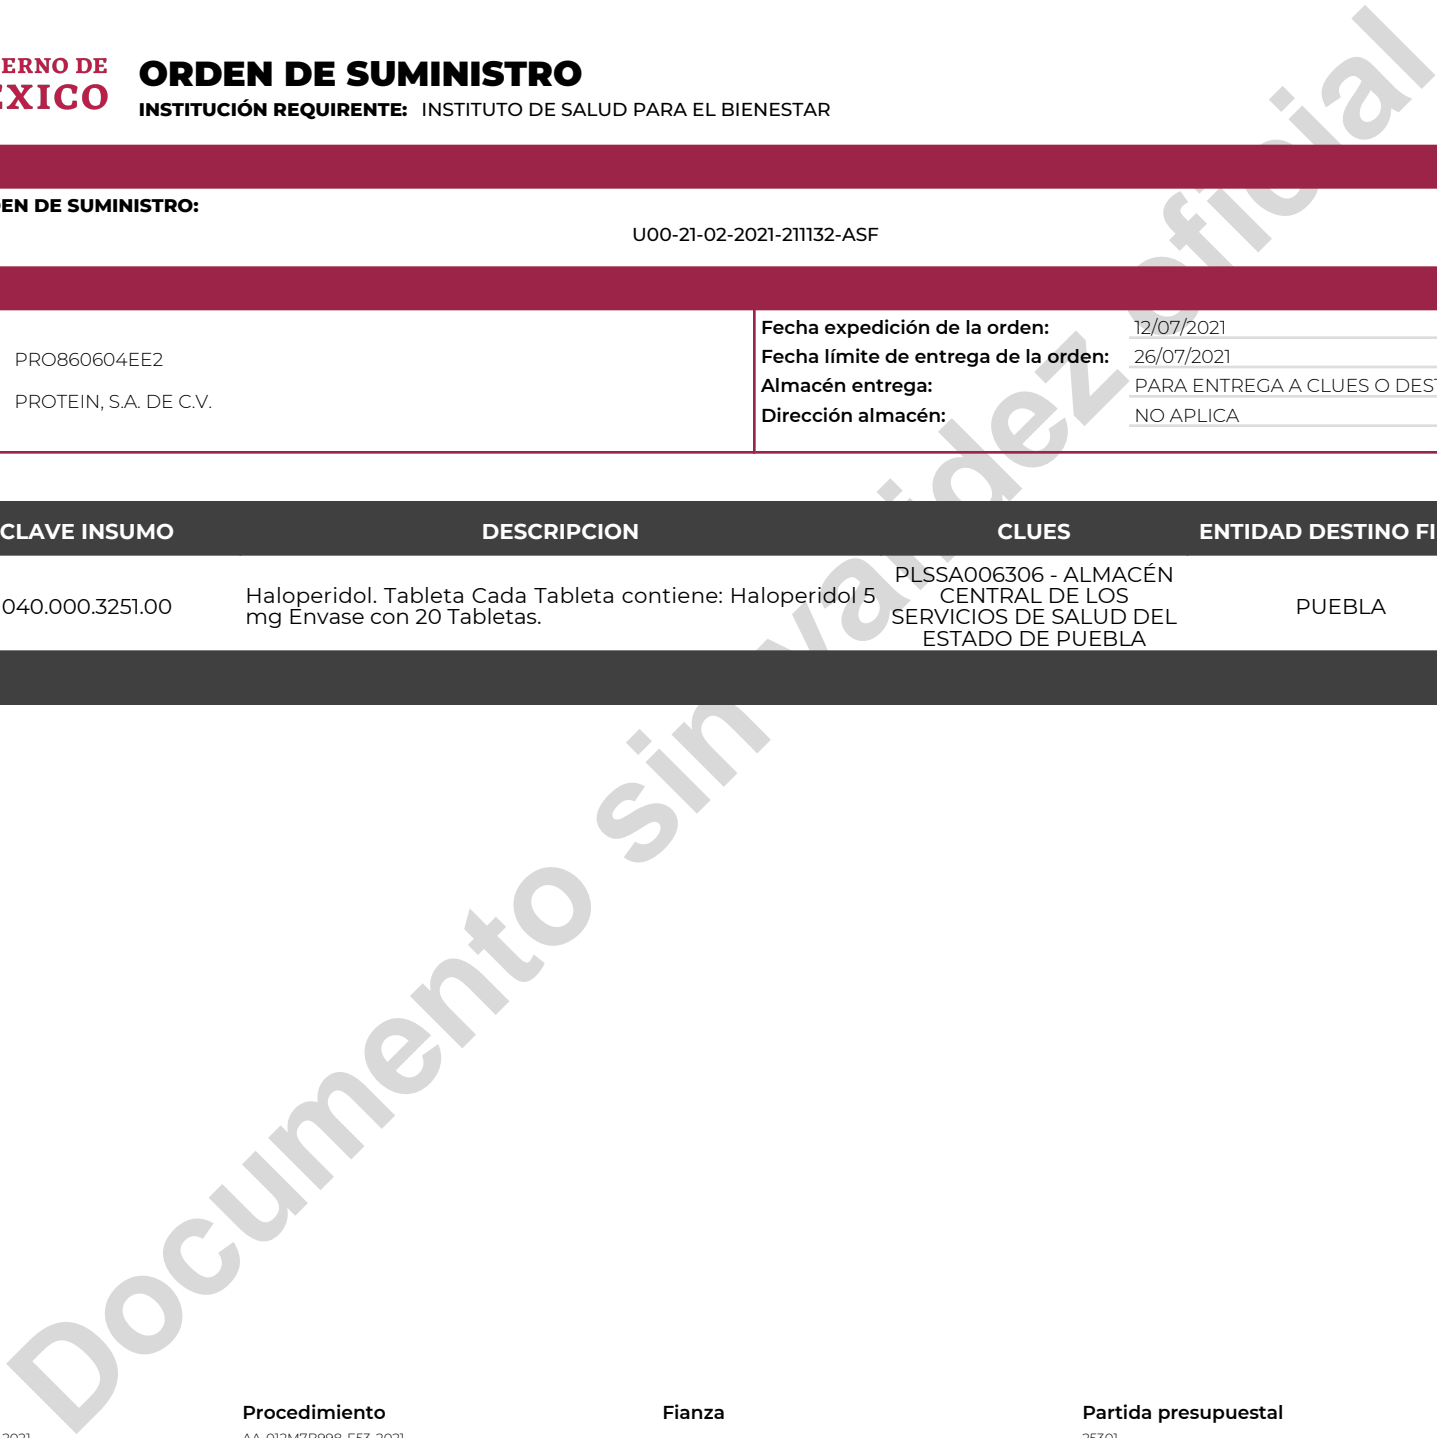 ERNO DE
ORDEN DE SUMINISTRO
INSTITUCIÓN REQUIRENTE: INSTITUTO DE SALUD PARA EL BIENESTAR
EN DE SUMINISTRO:
U00-21-02-2021-211132-ASF
PRO860604EE2
PROTEIN, S.A. DE C.V.
Fecha expedición de la orden: 12/07/2021
Fecha límite de entrega de la orden: 26/07/2021
Almacén entrega: PARA ENTREGA A CLUES O DEST
Dirección almacén: NO APLICA
CLAVE INSUMO DESCRIPCION CLUES ENTIDAD DESTINO FI
040.000.3251.00
Haloperidol. Tableta Cada Tableta contiene: Haloperidol 5
mg Envase con 20 Tabletas.
PLSSA006306 - ALMACÉN
CENTRAL DE LOS
SERVICIOS DE SALUD DEL
ESTADO DE PUEBLA
PUEBLA
Documento sin validez oficial
Procedimiento Fianza Partida presupuestal